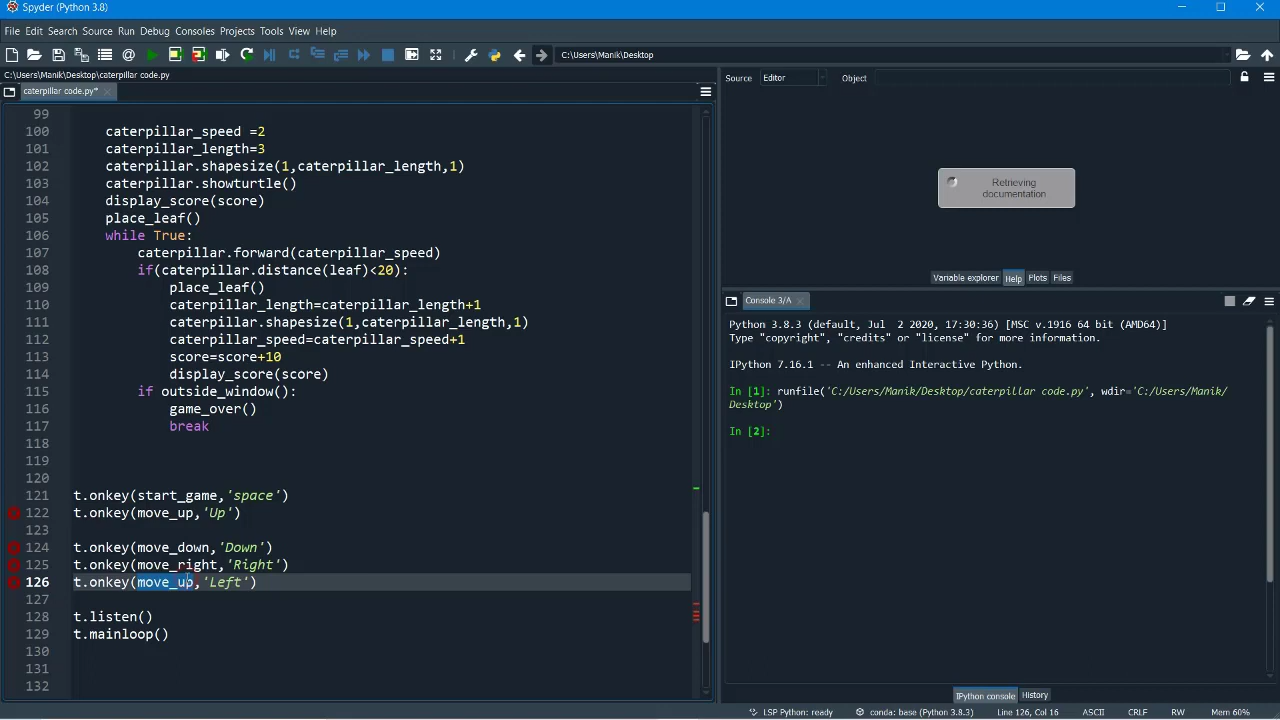 Spyder (Python 3.8)
File Edit Search Source Run Debug Consoles Projects Tools View Help
C:\Users\Manik\Desktop
C:\Users\Manik\Desktop\caterpillar code.py
caterpillar code.py*
99
100 caterpillar_speed =2
101 caterpillar_length=3
102 caterpillar.shapesize(1,caterpillar_length,1)
103 caterpillar.showturtle()
104 display_score(score)
105 place_leaf()
106 while True:
107 caterpillar.forward(caterpillar_speed)
108 if(caterpillar.distance(leaf)<20):
109 place_leaf()
110 caterpillar_length=caterpillar_length+1
111 caterpillar.shapesize(1,caterpillar_length,1)
112 caterpillar_speed=caterpillar_speed+1
113 score=score+10
114 display_score(score)
115 if outside_window():
116 game_over()
117 break
118
119
120
121 t.onkey(start_game,'space')
122 t.onkey(move_up,'Up')
123
124 t.onkey(move_down,'Down')
125 t.onkey(move_right,'Right')
126 t.onkey(move_up,'Left')
127
128 t.listen()
129 t.mainloop()
130
131
132
Source Editor Object
Retrieving
documentation
Variable explorer Help Plots Files
Console 3/A
Python 3.8.3 (default, Jul 2 2020, 17:30:36) [MSC v.1916 64 bit (AMD64)]
Type "copyright", "credits" or "license" for more information.
IPython 7.16.1 -- An enhanced Interactive Python.
In [1]: runfile('C:/Users/Manik/Desktop/caterpillar code.py', wdir='C:/Users/Manik/
Desktop')
In [2]:
IPython console History
LSP Python: ready conda: base (Python 3.8.3) Line 126, Col 16 ASCII CRLF RW Mem 60%